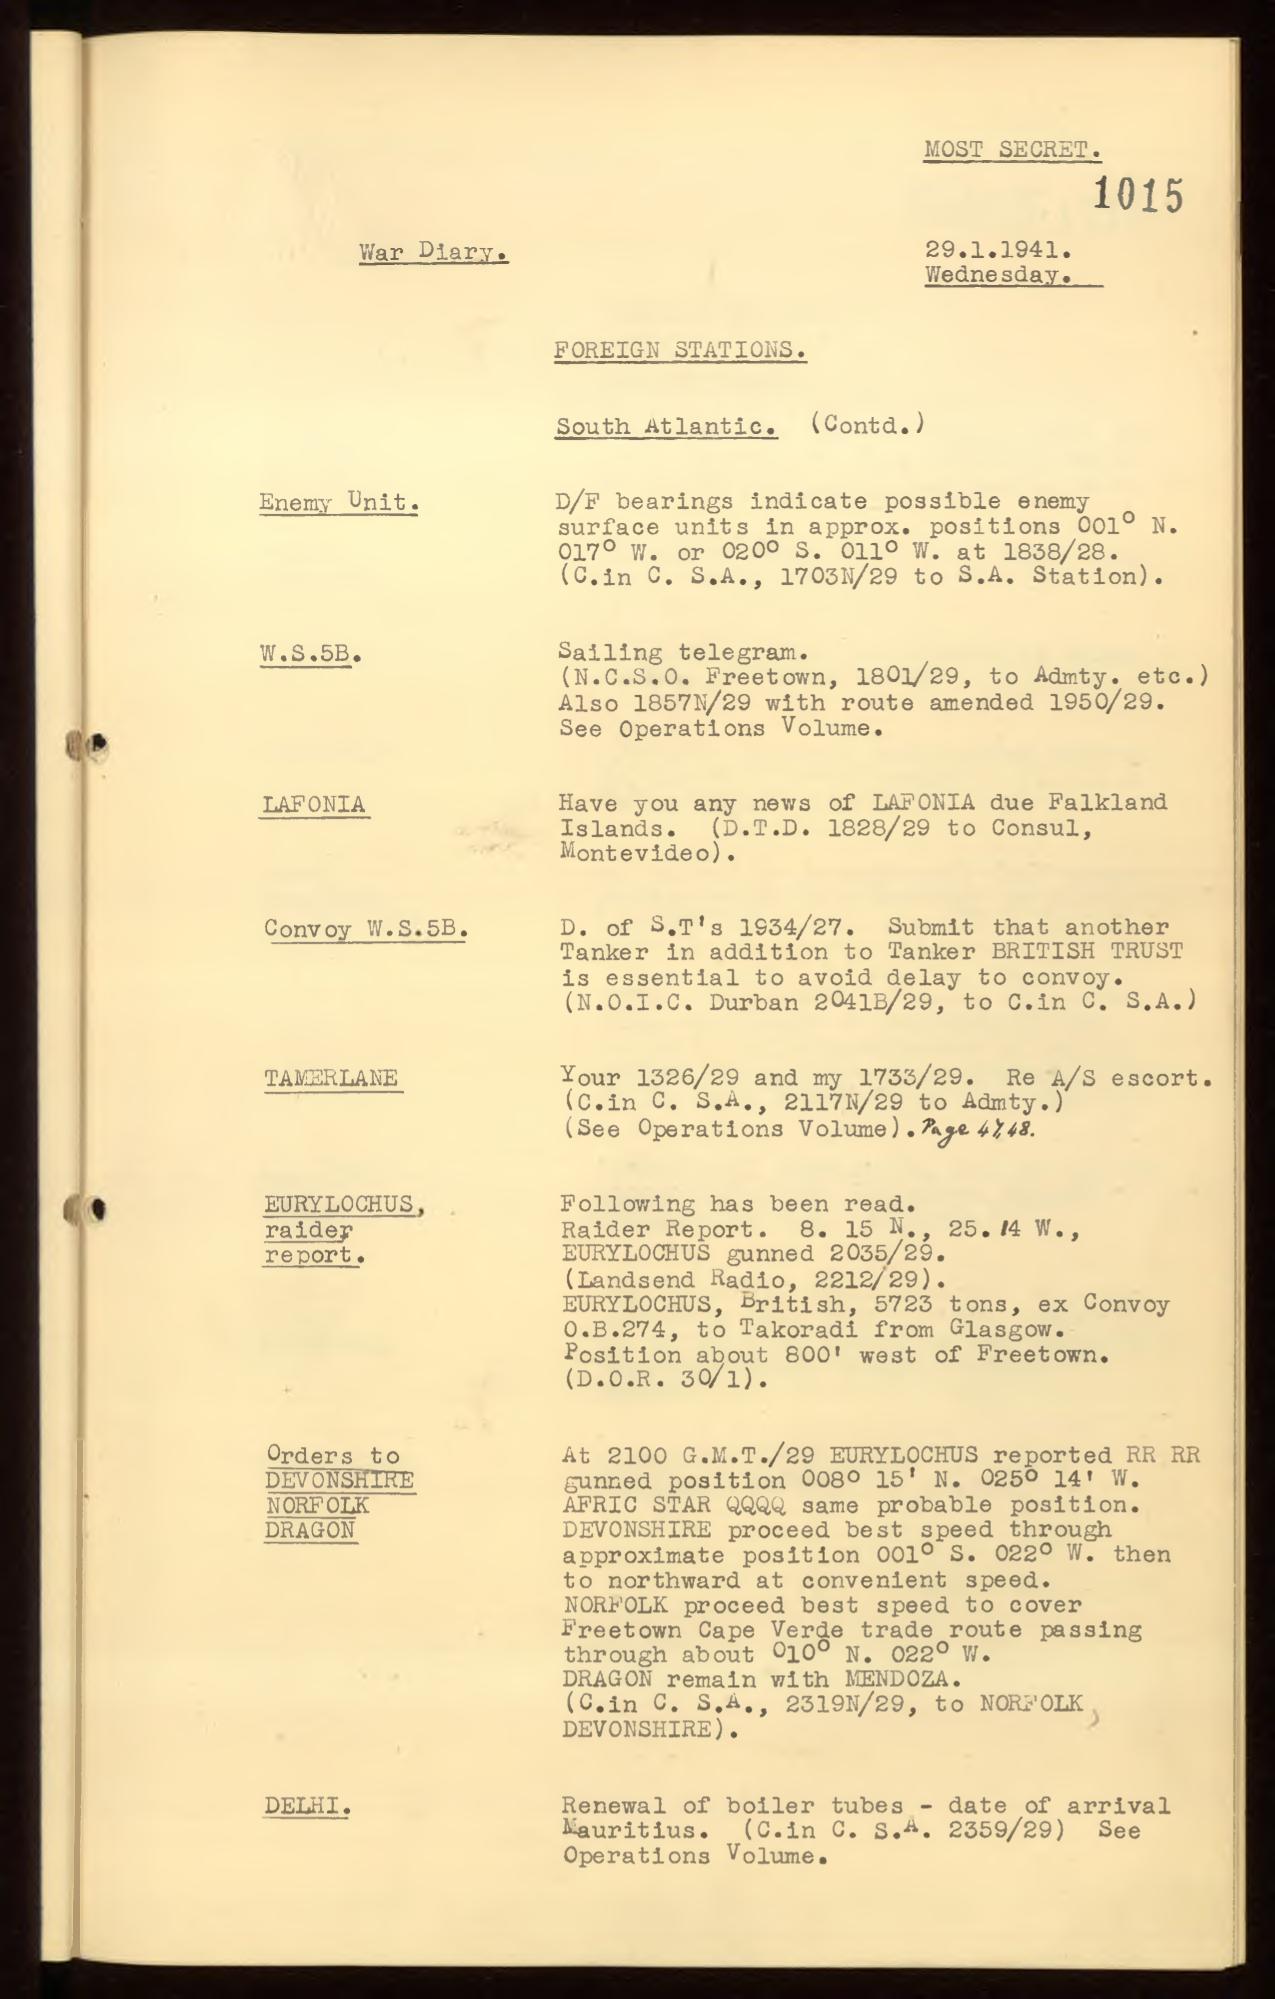 MOST SECRET.
1015
War Diary.
29.1.1941.
Wednesday.
FOREIGN STATIONS.
South Atlantic. (Contd.)
Enemy Unit.
D/F bearings indicate possible enemy
surface units in approx. positions 001° N.
017° W. or 020° S. 011° W. at 1838/28.
(C.in C. S.A., 1703N/29 to S.A. Station).
W.S.5B.
Sailing telegram.
(N.C.S.O. Freetown, 1801/29, to Admty. etc.)
Also 1857N/29 with route amended 1950/29.
See Operations Volume.
LAFONIA
Have you any news of LAFONIA due Falkland
Islands. (D.T.D. 1828/29 to Consul,
Montevideo).
Convoy W.S.5B.
D. of S.T's 1934/27. Submit that another
Tanker in addition to Tanker BRITISH TRUST
is essential to avoid delay to convoy.
(N.O.I.C. Durban 2041B/29, to C.in C. S.A.)
TAMERLANE
Your 1326/29 and my 1733/29. Re A/S escort.
(C.in C. S.A., 2117N/29 to Admty.)
(See Operations Volume). Page 47,48.
EURYLOCHUS,
raider
report.
Following has been read.
Raider Report. 8. 15 N., 25. 14 W.,
EURYLOCHUS gunned 2035/29.
(Landsend Radio, 2212/29).
EURYLOCHUS, British, 5723 tons, ex Convoy
O.B.274, to Takoradi from Glasgow.
Position about 800' west of Freetown.
(D.O.R. 30/1).
Orders to
DEVONSHIRE
NORFOLK
DRAGON
At 2100 G.M.T./29 EURYLOCHUS reported RR RR
gunned position 008° 15' N. 025° 14' W.
AFRIC STAR QQQQ same probable position.
DEVONSHIRE proceed best speed through
approximate position 001° S. 022° W. then
to northward at convenient speed.
NORFOLK proceed best speed to cover
Freetown Cape Verde trade route passing
through about 010° N. 022° W.
DRAGON remain with MENDOZA.
(C.in C. S.A., 2319N/29, to NORFOLK,
DEVONSHIRE).
DELHI.
Renewal of boiler tubes - date of arrival
Mauritius. (C.in C. S.A. 2359/29) See
Operations Volume.